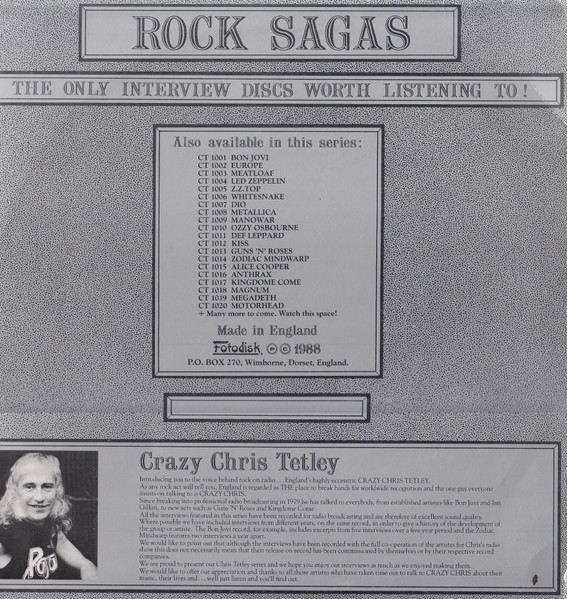 ROCK SAGAS
THE ONLY INTERVIEW DISCS WORTH LISTENING TO!
Also available in this series:
CT 1001 BON JOVI
CT 1002 EUROPE
CT 1003 MEATLOAF
CT 1004 LED ZEPPELIN
CT 1005 Z.Z.TOP
CT 1006 WHITESNAKE
CT 1007 DIO
CT 1008 METALLICA
CT 1009 MANOWAR
CT 1010 OZZY OSBOURNE
CT 1011 DEF LEPPARD
CT 1012 KISS
CT 1013 GUNS 'N' ROSES
CT 1014 ZODIAC MINDWARP
CT 1015 ALICE COOPER
CT 1016 ANTHRAX
CT 1017 KINGDOME COME
CT 1018 MAGNUM
CT 1019 MEGADETH
CT 1020 MOTORHEAD
+ Many more to come. Watch this space!
Made in England
Fotodisk ℗ © 1988
P.O. BOX 270, Wimborne, Dorset, England.
Crazy Chris Tetley
Introducing you to the voice behind rock on radio . . . England's highly eccentric CRAZY CHRIS TETLEY.
As any rock act will tell you, England is regarded as THE place to break bands for worldwide recognition and the one guy everyone
insists on talking to is CRAZY CHRIS.
Since breaking into professional radio broadcasting in 1979 he has talked to everybody, from established artistes like Bon Jovi and Ian
Gillan, to new acts such as Guns 'N' Roses and Kingdome Come.
All the interviews featured in this series have been recorded for radio broadcasting and are therefore of excellent sound quality.
Where possible we have included interviews from different years, on the same record, in order to give a history of the development of
the group or artiste. The Bon Jovi record, for example, includes excerpts from five interviews over a three year period and the Zodiac
Mindwarp features two interviews a year apart.
We would like to point out that although the interviews have been recorded with the full co-operation of the artistes for Chris's radio
show this does not necessarily mean that their release on record has been commissioned by themselves or by their respective record
companies.
We are proud to present our Chris Tetley series and we hope you enjoy our interviews as much as we enjoyed making them.
We would like to offer our appreciation and thanks to all those artistes who have taken time out to talk to CRAZY CHRIS about their
music, their lives and . . . well just listen and you'll find out.